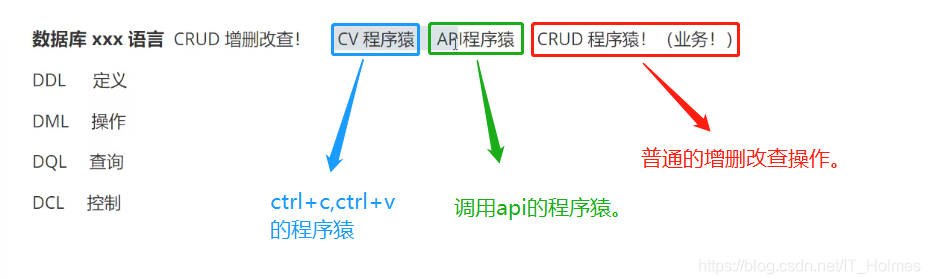 数据库 xxx 语言 CRUD 增删改查! CV 程序猿 API程序猿 CRUD 程序猿! (业务!)
DDL 定义
DML 操作
DQL 查询
DCL 控制
ctrl+c,ctrl+v
的程序猿
调用api的程序猿。
普通的增删改查操作。
https://blog.csdn.net/IT_Holmes